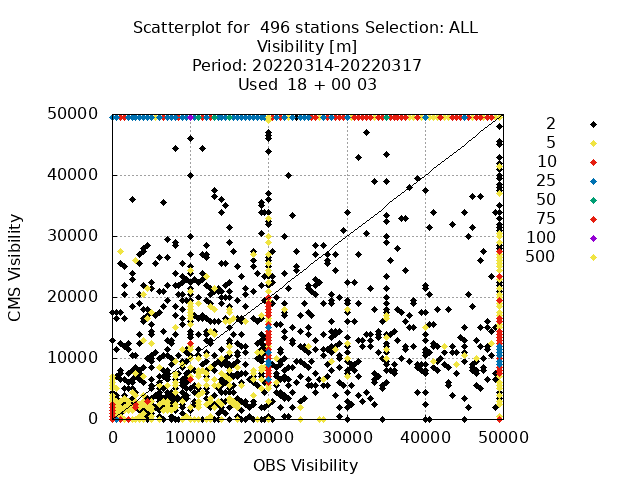 Scatterplot for 496 stations Selection: ALL
Visibility [m]
Period: 20220314-20220317
Used 18 + 00 03
50000
40000
30000
20000
10000
0
CMS Visibility
0 10000 20000 30000 40000 50000
OBS Visibility
2
5
10
25
50
75
100
500